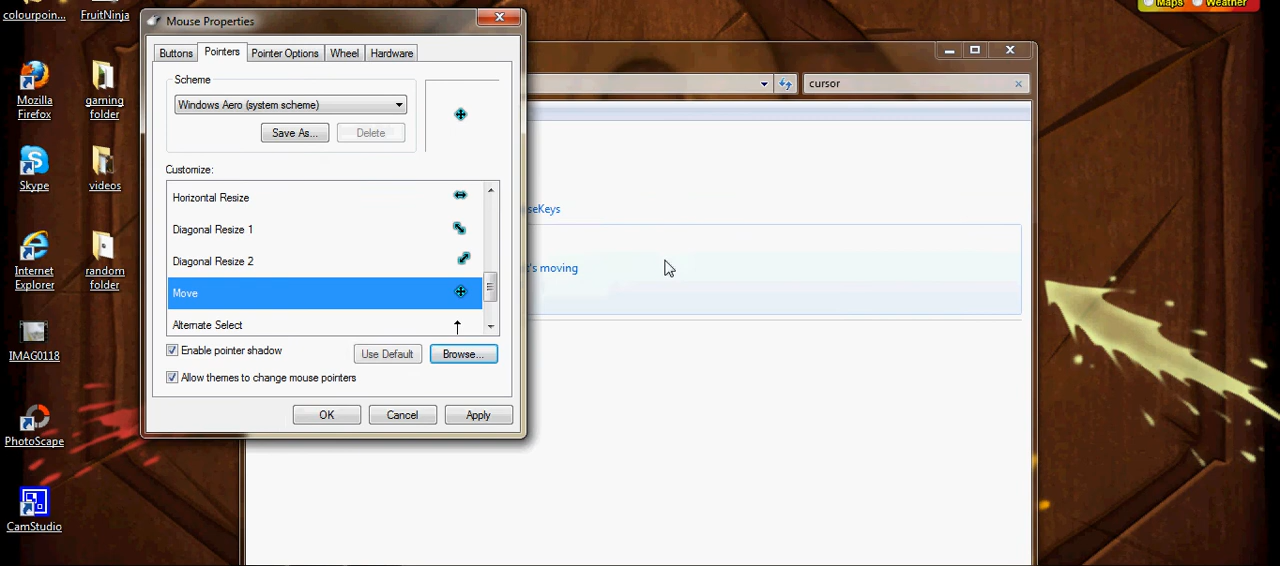 colourpoin...
FruitNinja
Mozilla
Firefox
gaming
folder
Skype
videos
Internet
Explorer
random
folder
IMAG0118
PhotoScape
CamStudio
Mouse Properties
Buttons
Pointers
Pointer Options
Wheel
Hardware
Scheme
Windows Aero (system scheme)
Save As...
Delete
Customize:
Horizontal Resize
Diagonal Resize 1
Diagonal Resize 2
Move
Alternate Select
Enable pointer shadow
Use Default
Browse...
Allow themes to change mouse pointers
OK
Cancel
Apply
cursor
seKeys
t's moving
Maps
Weather